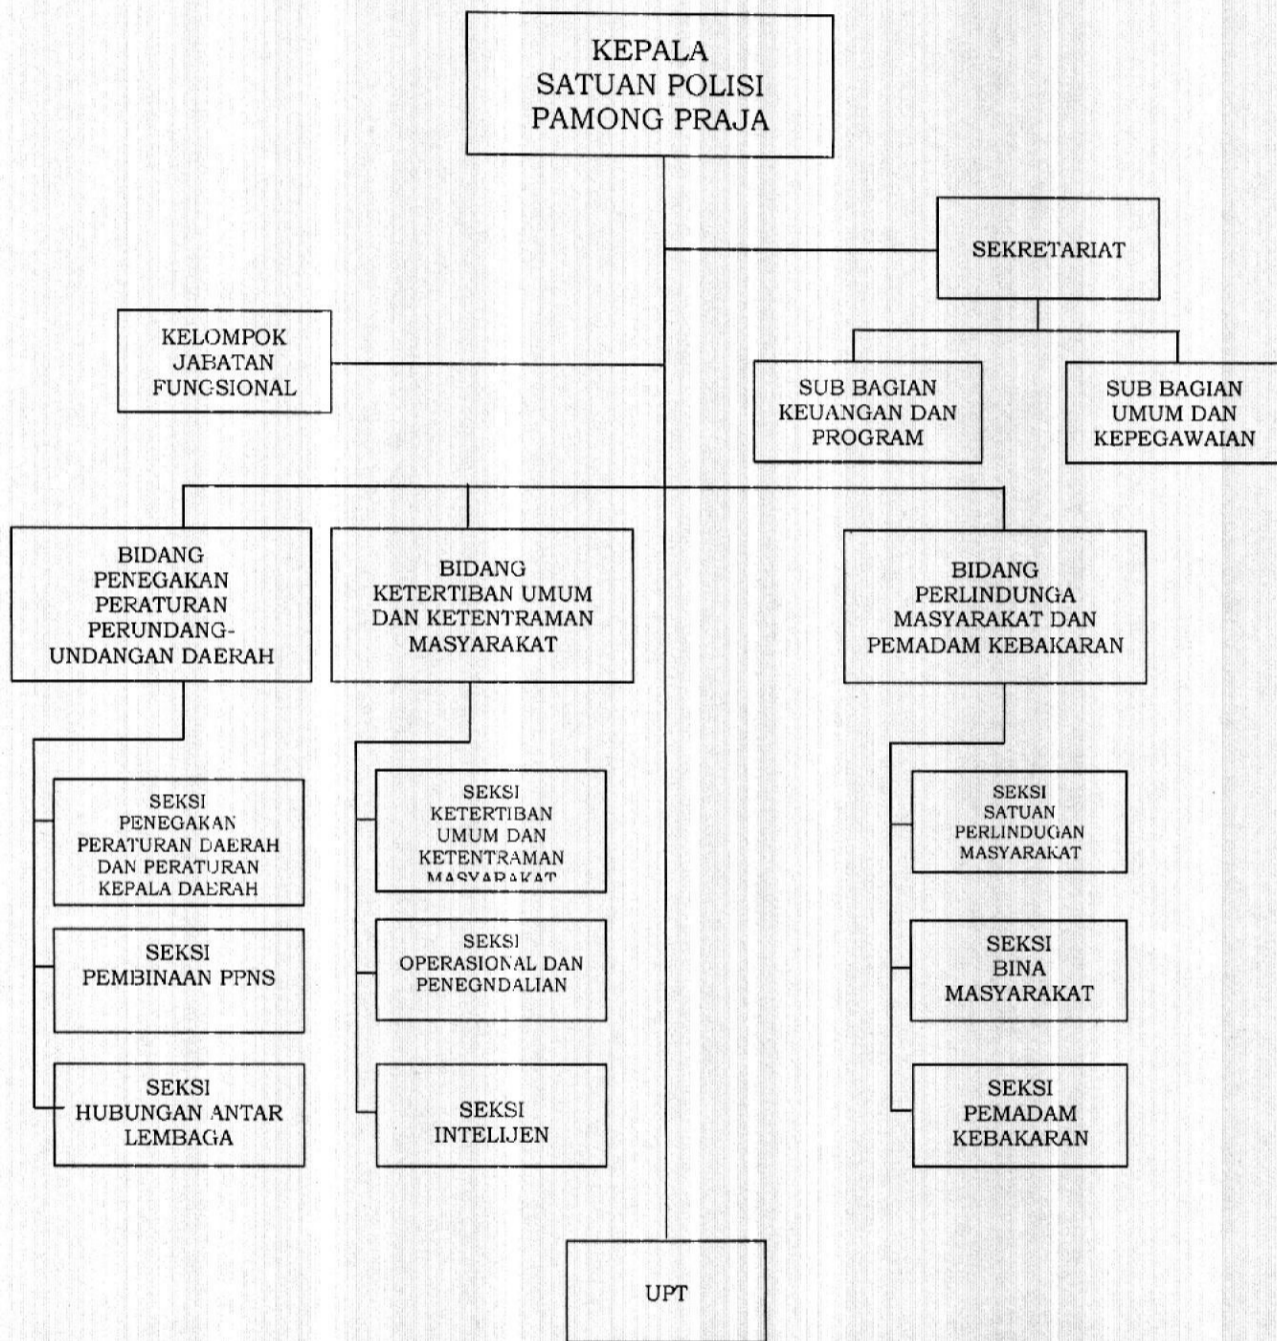 KEPALA
SATUAN POLISI
PAMONG PRAJA
SEKRETARIAT
KELOMPOK
JABATAN
FUNGSIONAL
SUB BAGIAN
KEUANGAN DAN
PROGRAM
SUB BAGIAN
UMUM DAN
KEPEGAWAIAN
BIDANG
PENEGAKAN
PERATURAN
PERUNDANG-
UNDANGAN DAERAH
BIDANG
KETERTIBAN UMUM
DAN KETENTRAMAN
MASYARAKAT
BIDANG
PERLINDUNGA
MASYARAKAT DAN
PEMADAM KEBAKARAN
SEKSI
PENEGAKAN
PERATURAN DAERAH
DAN PERATURAN
KEPALA DAERAH
SEKSI
PEMBINAAN PPNS
SEKSI
HUBUNGAN ANTAR
LEMBAGA
SEKSI
KETERTIBAN
UMUM DAN
KETENTRAMAN
MASYARAKAT
SEKSI
OPERASIONAL DAN
PENEGNDALIAN
SEKSI
INTELIJEN
SEKSI
SATUAN
PERLINDUGAN
MASYARAKAT
SEKSI
BINA
MASYARAKAT
SEKSI
PEMADAM
KEBAKARAN
UPT